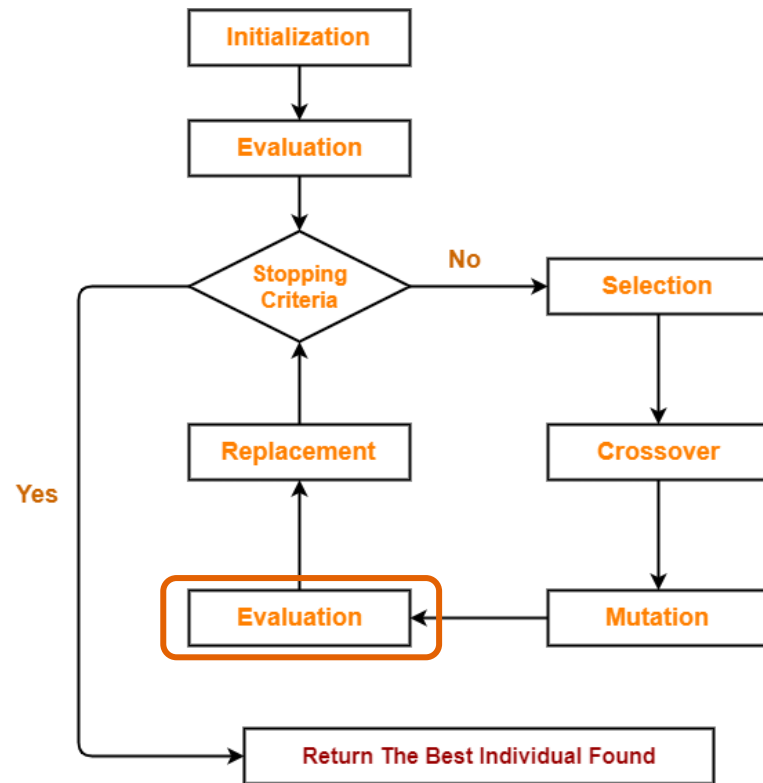 Initialization
Evaluation
Stopping
Criteria
No
Selection
Replacement
Crossover
Yes
Evaluation
Mutation
Return The Best Individual Found